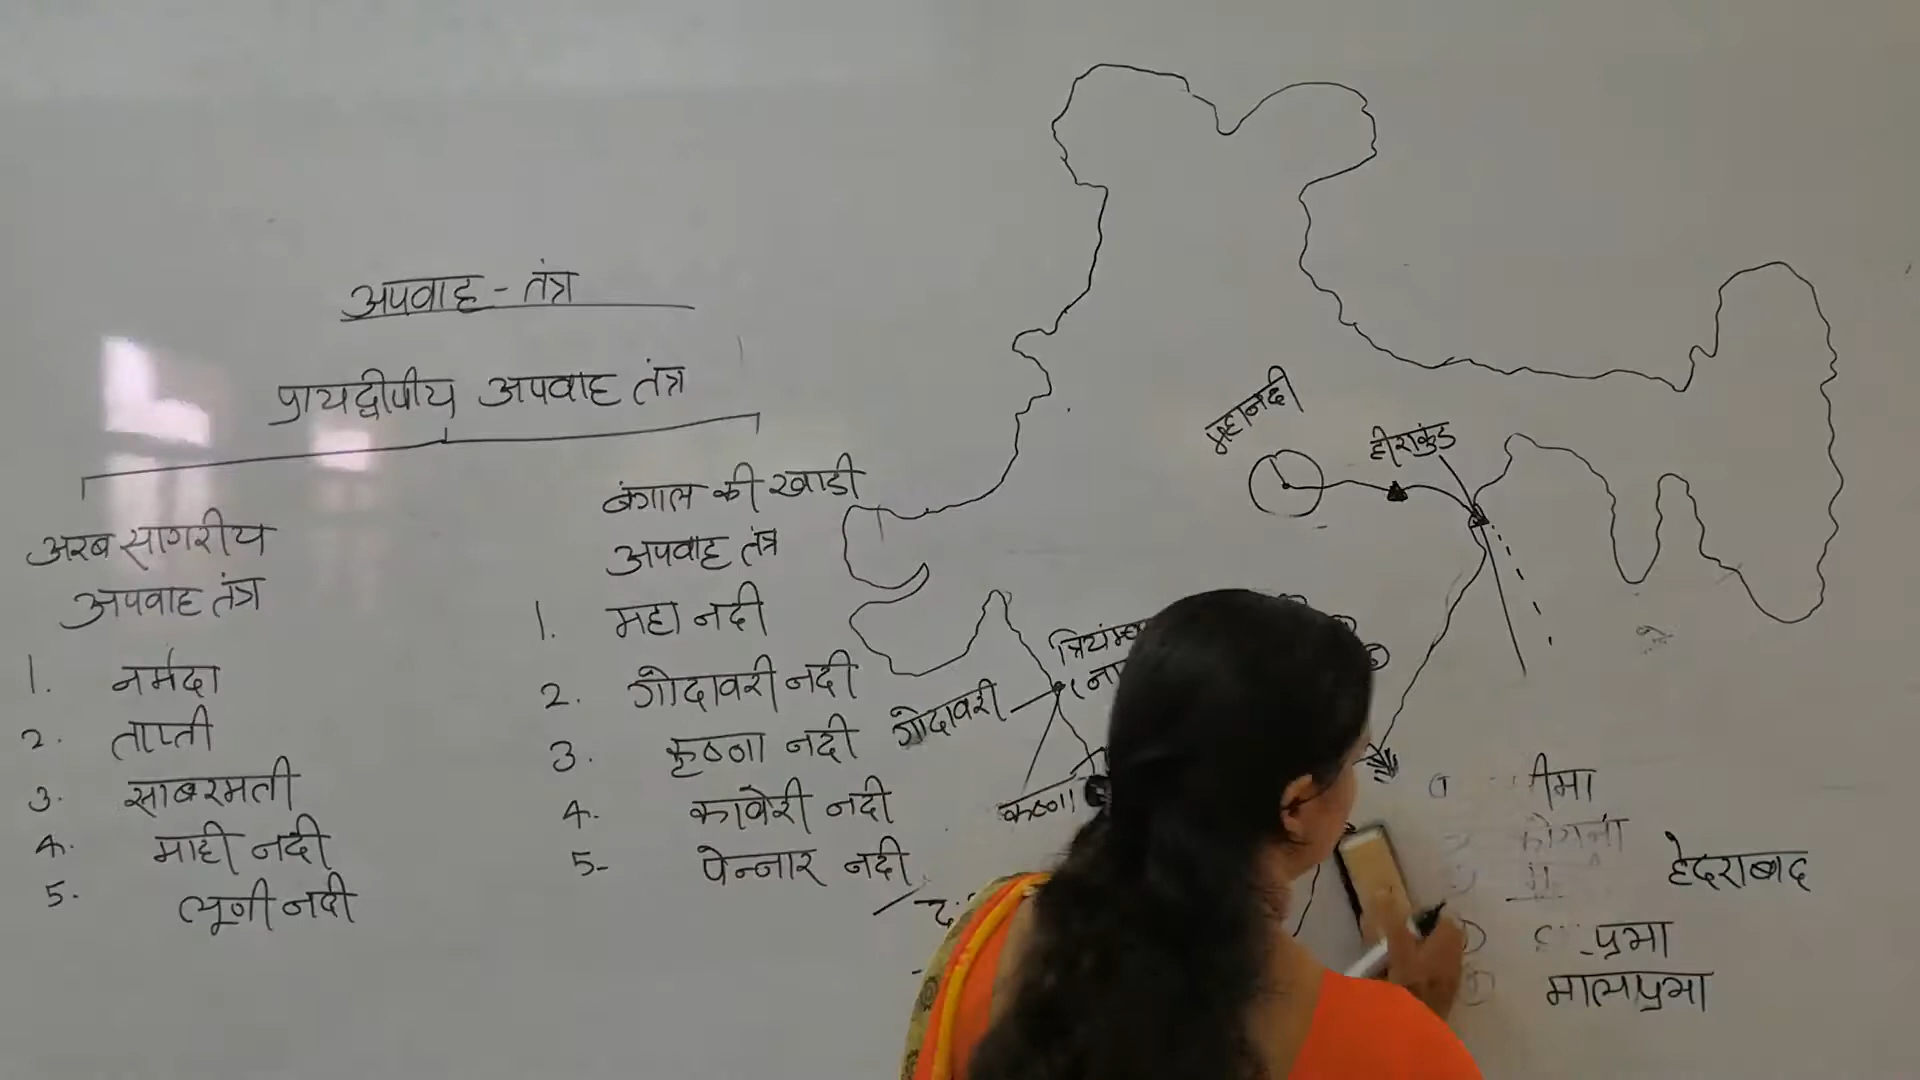 अपवाह - तंत्र
प्रायद्वीपीय अपवाह तंत्र
अरब सागरीय
अपवाह तंत्र
1. नर्मदा
2. ताप्ती
3. साबरमती
4. माही नदी
5. लूणी नदी
बंगाल की खाडी
अपवाह तंत्र
1. महा नदी
2. गोदावरी नदी
3. कृष्णा नदी
4. कावेरी नदी
5- पेन्नार नदी
महानदी
हीराकुंड
गोदावरी
कृष्णा
हेदराबाद
प्रभा
मालप्रभा